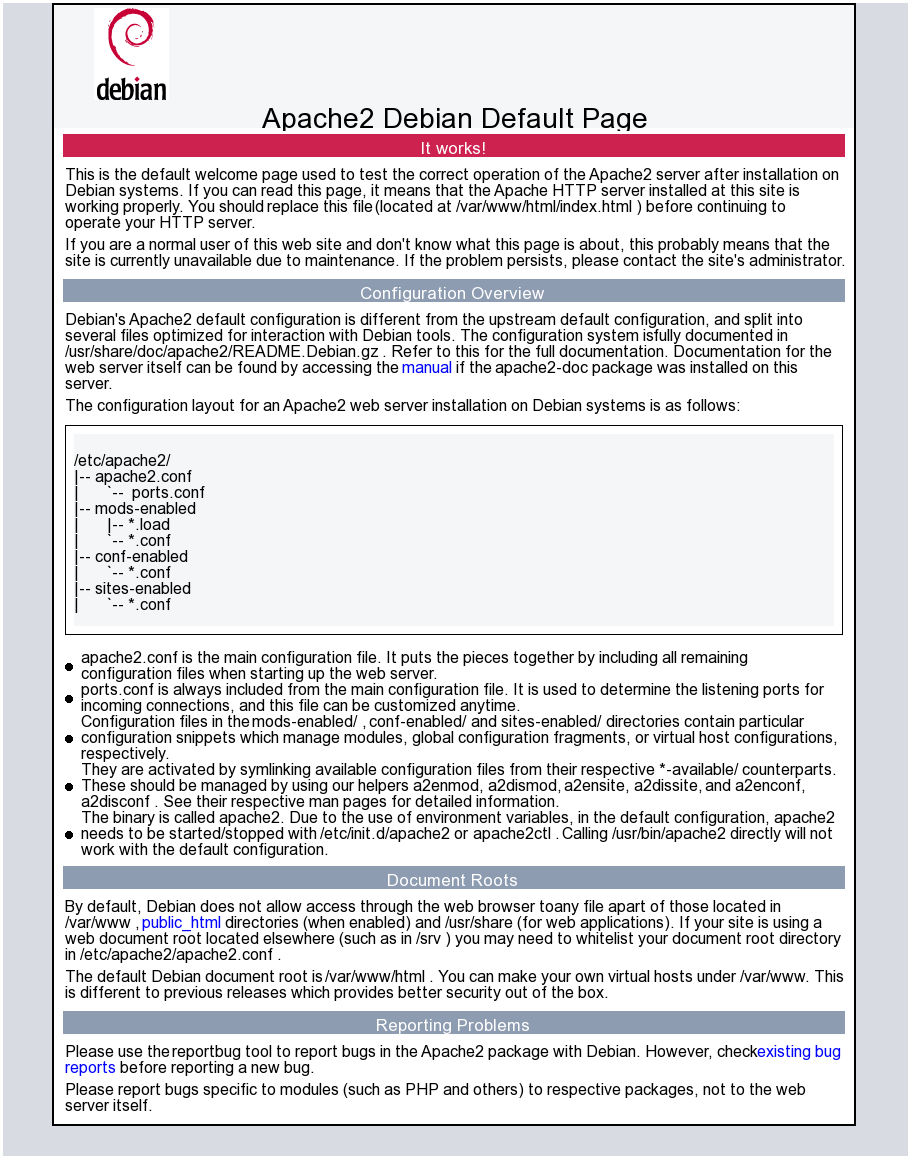 debian
Apache2 Debian Default Page
It works!
This is the default welcome page used to test the correct operation of the Apache2 server after installation on
Debian systems. If you can read this page, it means that the Apache HTTP server installed at this site is
working properly. You should replace this file (located at /var/www/html/index.html ) before continuing to
operate your HTTP server.
If you are a normal user of this web site and don't know what this page is about, this probably means that the
site is currently unavailable due to maintenance. If the problem persists, please contact the site's administrator.
Configuration Overview
Debian's Apache2 default configuration is different from the upstream default configuration, and split into
several files optimized for interaction with Debian tools. The configuration system isfully documented in
/usr/share/doc/apache2/README.Debian.gz . Refer to this for the full documentation. Documentation for the
web server itself can be found by accessing the manual if the apache2-doc package was installed on this
server.
The configuration layout for an Apache2 web server installation on Debian systems is as follows:
/etc/apache2/
|-- apache2.conf
|       `--  ports.conf
|-- mods-enabled
|       |-- *.load
|       `-- *.conf
|-- conf-enabled
|       `-- *.conf
|-- sites-enabled
|       `-- *.conf
● apache2.conf is the main configuration file. It puts the pieces together by including all remaining
configuration files when starting up the web server.
● ports.conf is always included from the main configuration file. It is used to determine the listening ports for
incoming connections, and this file can be customized anytime.
● Configuration files in the mods-enabled/ , conf-enabled/ and sites-enabled/ directories contain particular
configuration snippets which manage modules, global configuration fragments, or virtual host configurations,
respectively.
● They are activated by symlinking available configuration files from their respective *-available/ counterparts.
These should be managed by using our helpers a2enmod, a2dismod, a2ensite, a2dissite, and a2enconf,
a2disconf . See their respective man pages for detailed information.
● The binary is called apache2. Due to the use of environment variables, in the default configuration, apache2
needs to be started/stopped with /etc/init.d/apache2 or apache2ctl . Calling /usr/bin/apache2 directly will not
work with the default configuration.
Document Roots
By default, Debian does not allow access through the web browser toany file apart of those located in
/var/www , public_html directories (when enabled) and /usr/share (for web applications). If your site is using a
web document root located elsewhere (such as in /srv ) you may need to whitelist your document root directory
in /etc/apache2/apache2.conf .
The default Debian document root is /var/www/html . You can make your own virtual hosts under /var/www. This
is different to previous releases which provides better security out of the box.
Reporting Problems
Please use the reportbug tool to report bugs in the Apache2 package with Debian. However, checkexisting bug
reports before reporting a new bug.
Please report bugs specific to modules (such as PHP and others) to respective packages, not to the web
server itself.